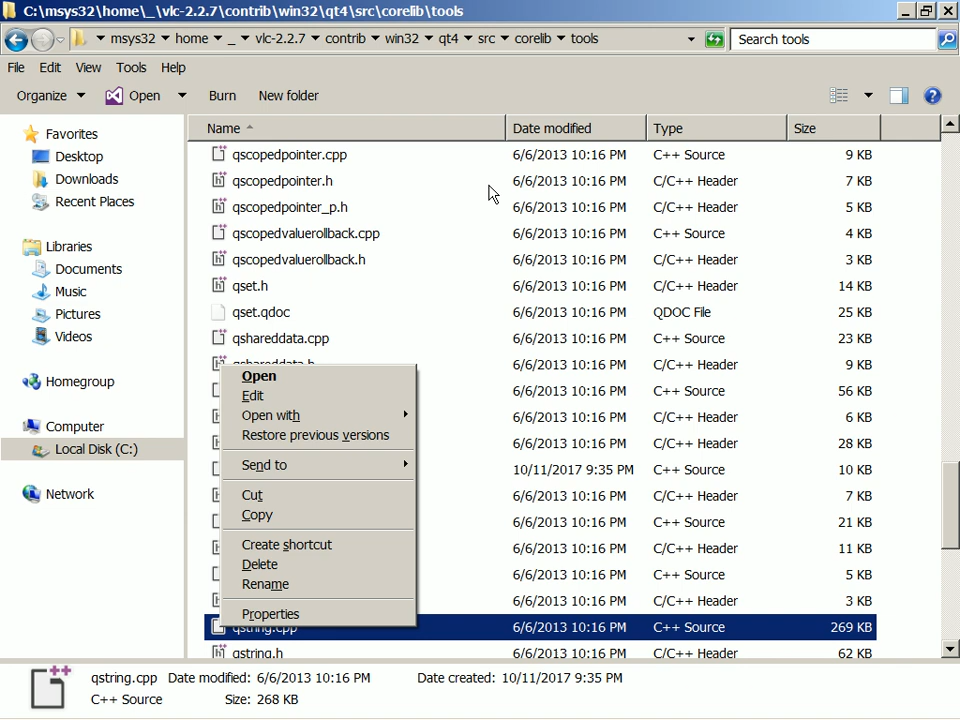 C:\msys32\home\_\vlc-2.2.7\contrib\win32\qt4\src\corelib\tools
msys32 home _ vlc-2.2.7 contrib win32 qt4 src corelib tools
Search tools
File Edit View Tools Help
Organize Open Burn New folder
Name Date modified Type Size
Favorites
Desktop
Downloads
Recent Places
Libraries
Documents
Music
Pictures
Videos
Homegroup
Computer
Local Disk (C:)
Network
qscopedpointer.cpp 6/6/2013 10:16 PM C++ Source 9 KB
qscopedpointer.h 6/6/2013 10:16 PM C/C++ Header 7 KB
qscopedpointer_p.h 6/6/2013 10:16 PM C/C++ Header 5 KB
qscopedvaluerollback.cpp 6/6/2013 10:16 PM C++ Source 4 KB
qscopedvaluerollback.h 6/6/2013 10:16 PM C/C++ Header 3 KB
qset.h 6/6/2013 10:16 PM C/C++ Header 14 KB
qset.qdoc 6/6/2013 10:16 PM QDOC File 25 KB
qshareddata.cpp 6/6/2013 10:16 PM C++ Source 23 KB
qshareddata.h 6/6/2013 10:16 PM C/C++ Header 9 KB
6/6/2013 10:16 PM C++ Source 56 KB
6/6/2013 10:16 PM C/C++ Header 6 KB
6/6/2013 10:16 PM C/C++ Header 28 KB
10/11/2017 9:35 PM C++ Source 10 KB
6/6/2013 10:16 PM C/C++ Header 7 KB
6/6/2013 10:16 PM C++ Source 21 KB
6/6/2013 10:16 PM C/C++ Header 11 KB
6/6/2013 10:16 PM C++ Source 5 KB
6/6/2013 10:16 PM C/C++ Header 3 KB
qstring.cpp 6/6/2013 10:16 PM C++ Source 269 KB
qstring.h 6/6/2013 10:16 PM C/C++ Header 62 KB
Open
Edit
Open with
Restore previous versions
Send to
Cut
Copy
Create shortcut
Delete
Rename
Properties
qstring.cpp Date modified: 6/6/2013 10:16 PM Date created: 10/11/2017 9:35 PM
C++ Source Size: 268 KB